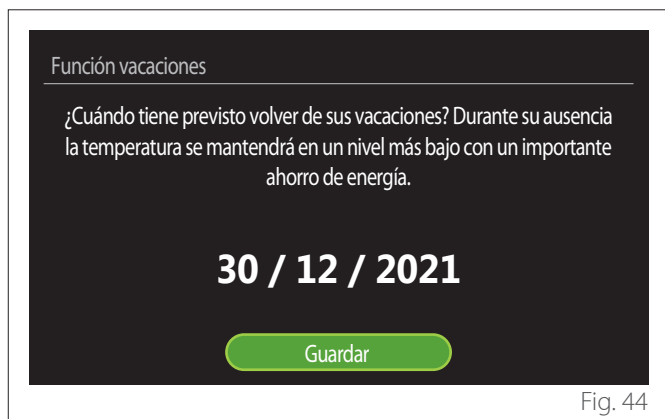 Función vacaciones
¿Cuándo tiene previsto volver de sus vacaciones? Durante su ausencia
la temperatura se mantendrá en un nivel más bajo con un importante
ahorro de energía.
30 / 12 / 2021
Guardar
Fig. 44